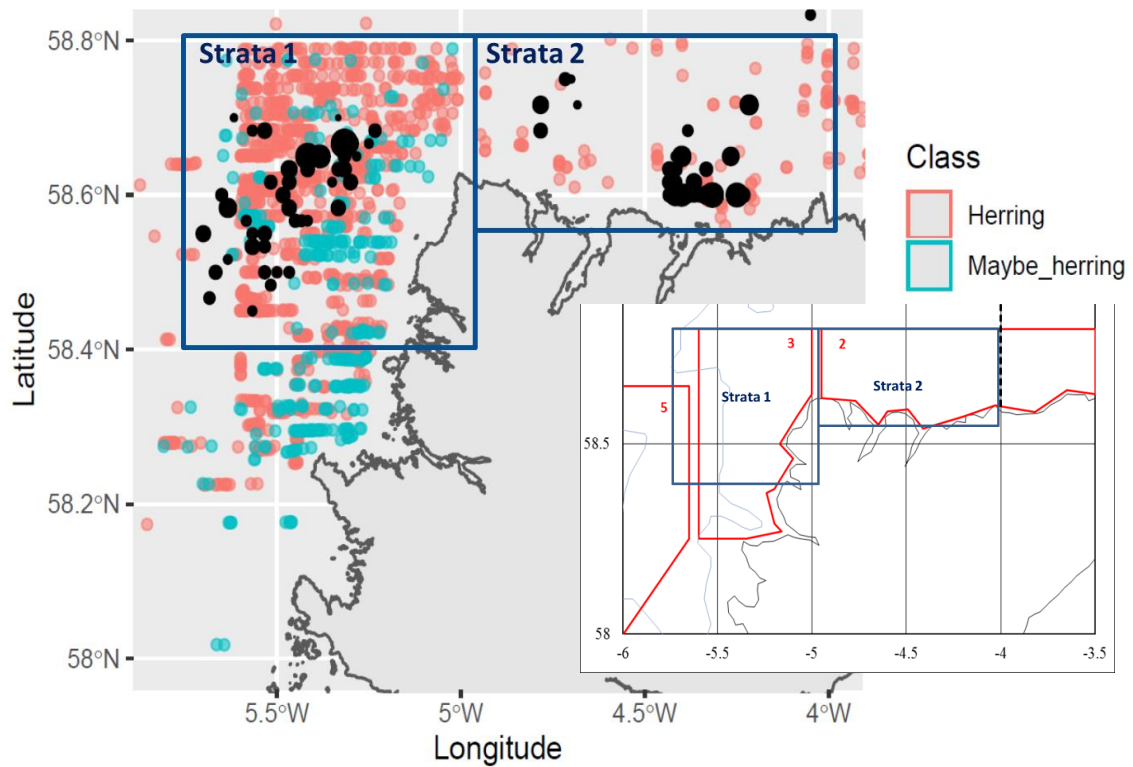 58.8°N
58.6°N
58.4°N
58.2°N
58°N
Latitude
Strata 1
Strata 2
5.5°W
5°W
4.5°W
4°W
Longitude
Class
Herring
Maybe_herring
3
2
5
Strata 1
Strata 2
58.5
58
-6
-5.5
-5
-4.5
-4
-3.5